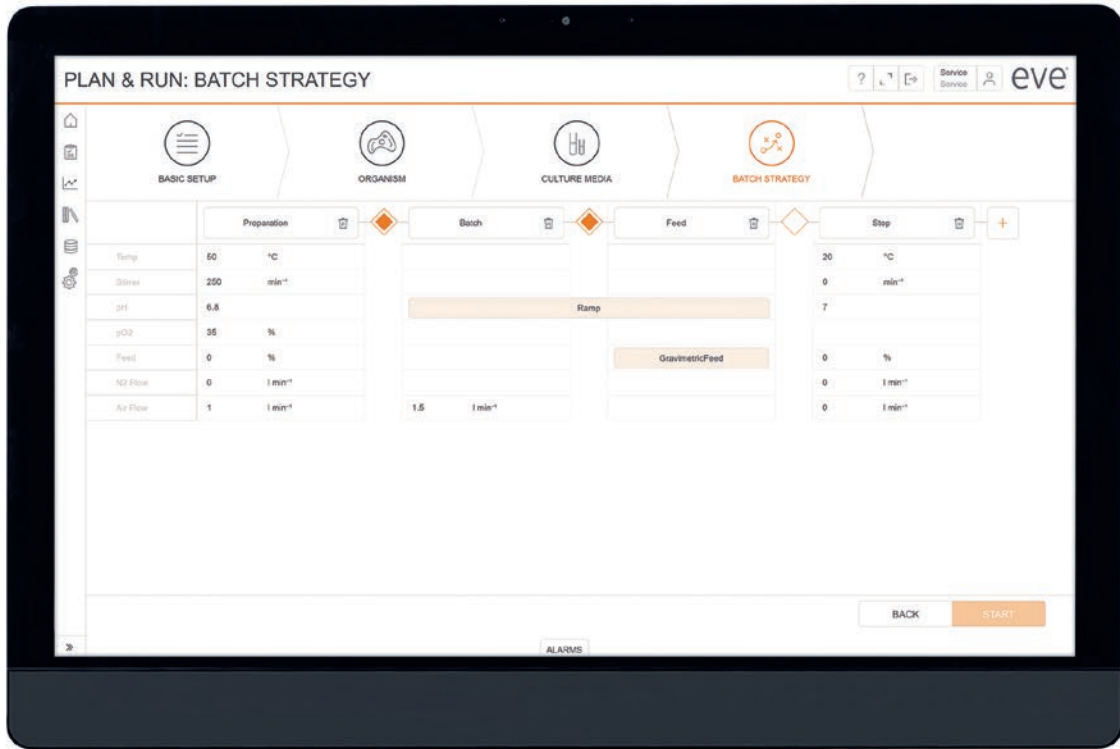 PLAN & RUN: BATCH STRATEGY
?
Service
Service
eve
BASIC SETUP
ORGANISM
CULTURE MEDIA
BATCH STRATEGY
Preparation
Batch
Feed
Stop
+
Temp 50 °C 20 °C
Stirrer 250 min⁻¹ 0 min⁻¹
pH 6.8 Ramp 7
pO2 35 %
Feed 0 % GravimetricFeed 0 %
N2 Flow 0 l min⁻¹ 0 l min⁻¹
Air Flow 1 l min⁻¹ 1.5 l min⁻¹ 0 l min⁻¹
BACK
START
ALARMS